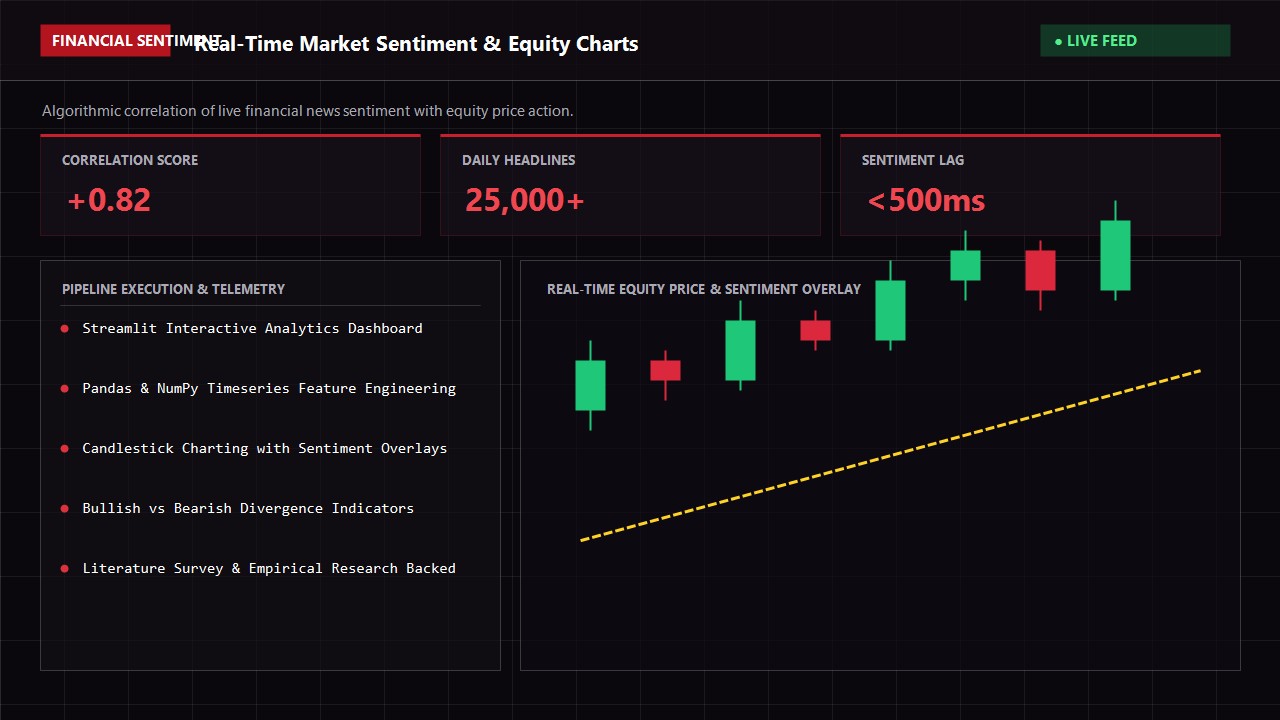 FINANCIAL SENTIMENT
Real-Time Market Sentiment & Equity Charts
● LIVE FEED
Algorithmic correlation of live financial news sentiment with equity price action.
CORRELATION SCORE
+0.82
DAILY HEADLINES
25,000+
SENTIMENT LAG
<500ms
PIPELINE EXECUTION & TELEMETRY
Streamlit Interactive Analytics Dashboard
Pandas & NumPy Timeseries Feature Engineering
Candlestick Charting with Sentiment Overlays
Bullish vs Bearish Divergence Indicators
Literature Survey & Empirical Research Backed
REAL-TIME EQUITY PRICE & SENTIMENT OVERLAY